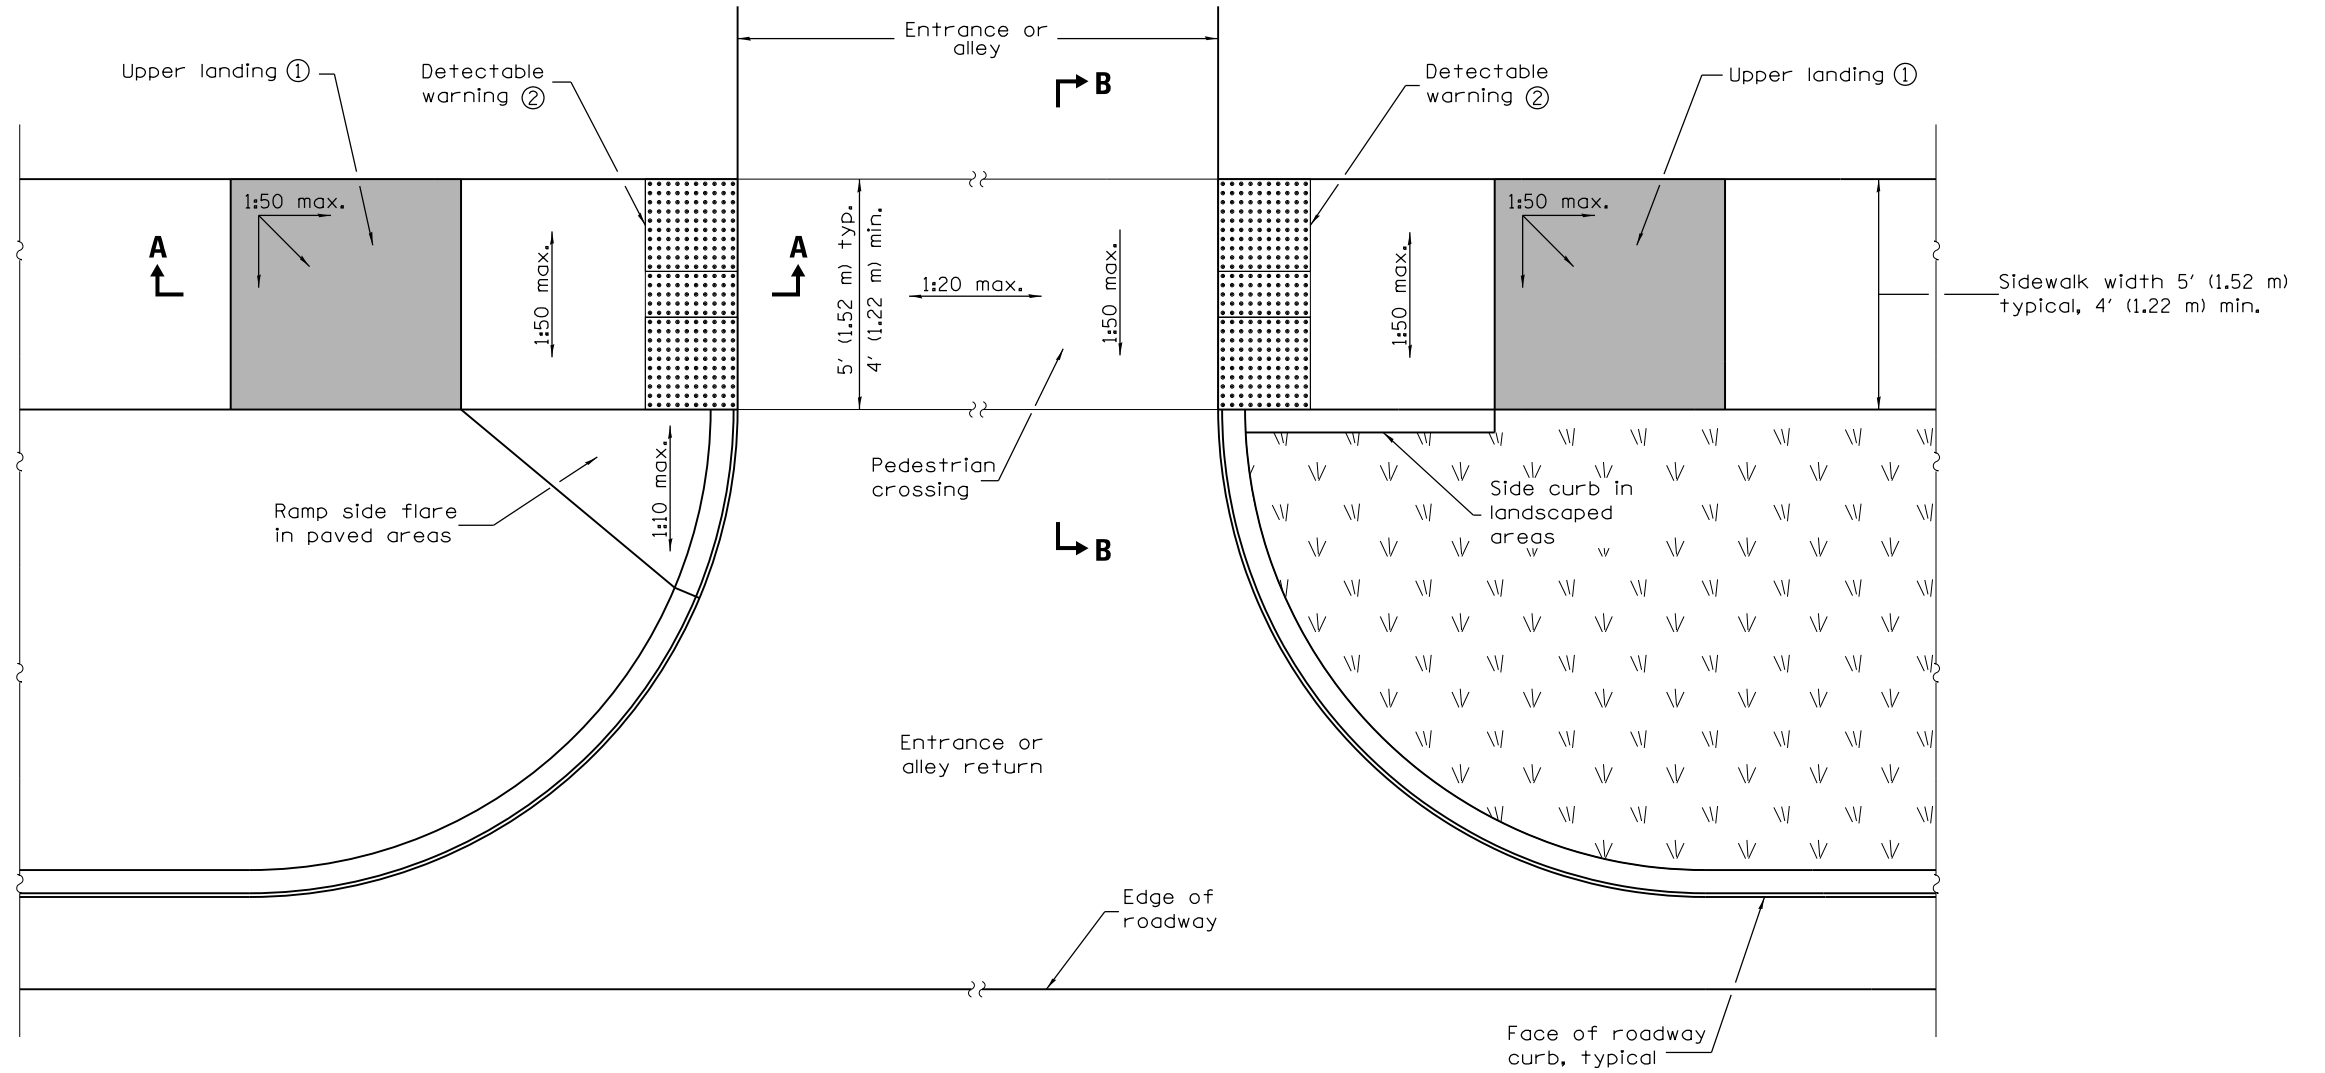 Entrance or
alley
Upper landing ①
Detectable
warning ②
B
Detectable
warning ②
Upper landing ①
1:50 max.
A
1:50 max.
A
5' (1.52 m) typ.
4' (1.22 m) min.
1:20 max.
1:50 max.
1:50 max.
1:50 max.
Sidewalk width 5' (1.52 m)
typical, 4' (1.22 m) min.
1:10 max.
Ramp side flare
in paved areas
Pedestrian
crossing
B
Side curb in
landscaped
areas
Entrance or
alley return
Edge of
roadway
Face of roadway
curb, typical